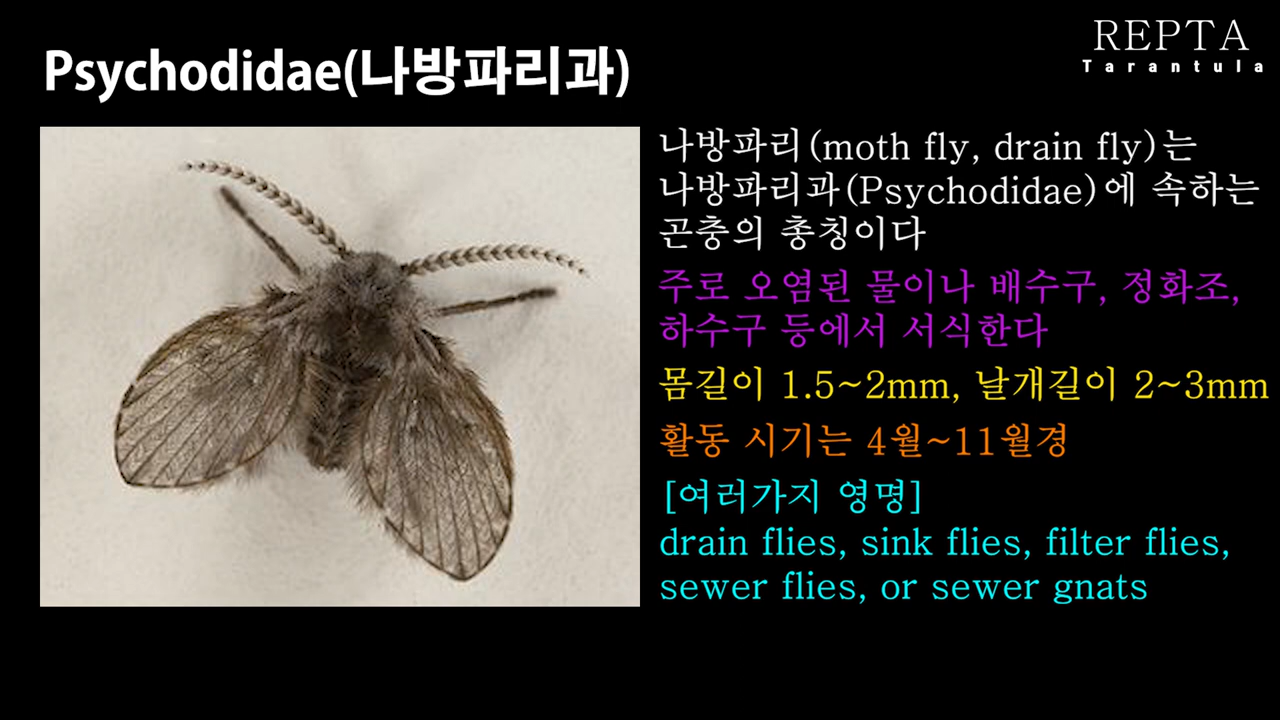 Psychodidae(나방파리과)
REPTA
Tarantula
나방파리(moth fly, drain fly)는
나방파리과(Psychodidae)에 속하는
곤충의 총칭이다
주로 오염된 물이나 배수구, 정화조,
하수구 등에서 서식한다
몸길이 1.5~2mm, 날개길이 2~3mm
활동 시기는 4월~11월경
[여러가지 영명]
drain flies, sink flies, filter flies,
sewer flies, or sewer gnats